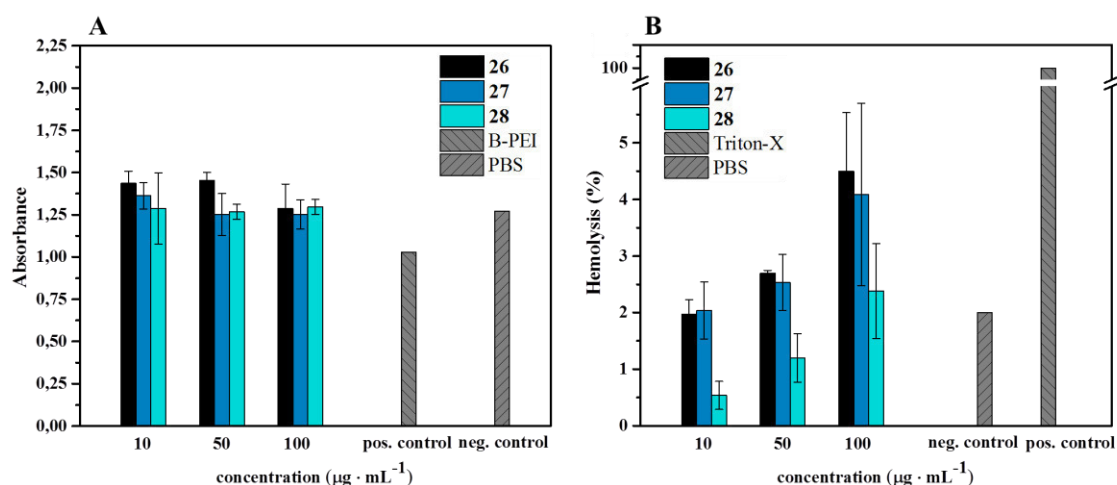 A
Absorbance
2,25
2,00
1,75
1,50
1,25
1,00
0,75
0,50
0,25
0,00
26
27
28
B-PEI
PBS
10 50 100 pos. control neg. control
concentration (µg · mL⁻¹)
B
Hemolysis (%)
100
5
4
3
2
1
0
26
27
28
Triton-X
PBS
10 50 100 neg. control pos. control
concentration (µg · mL⁻¹)